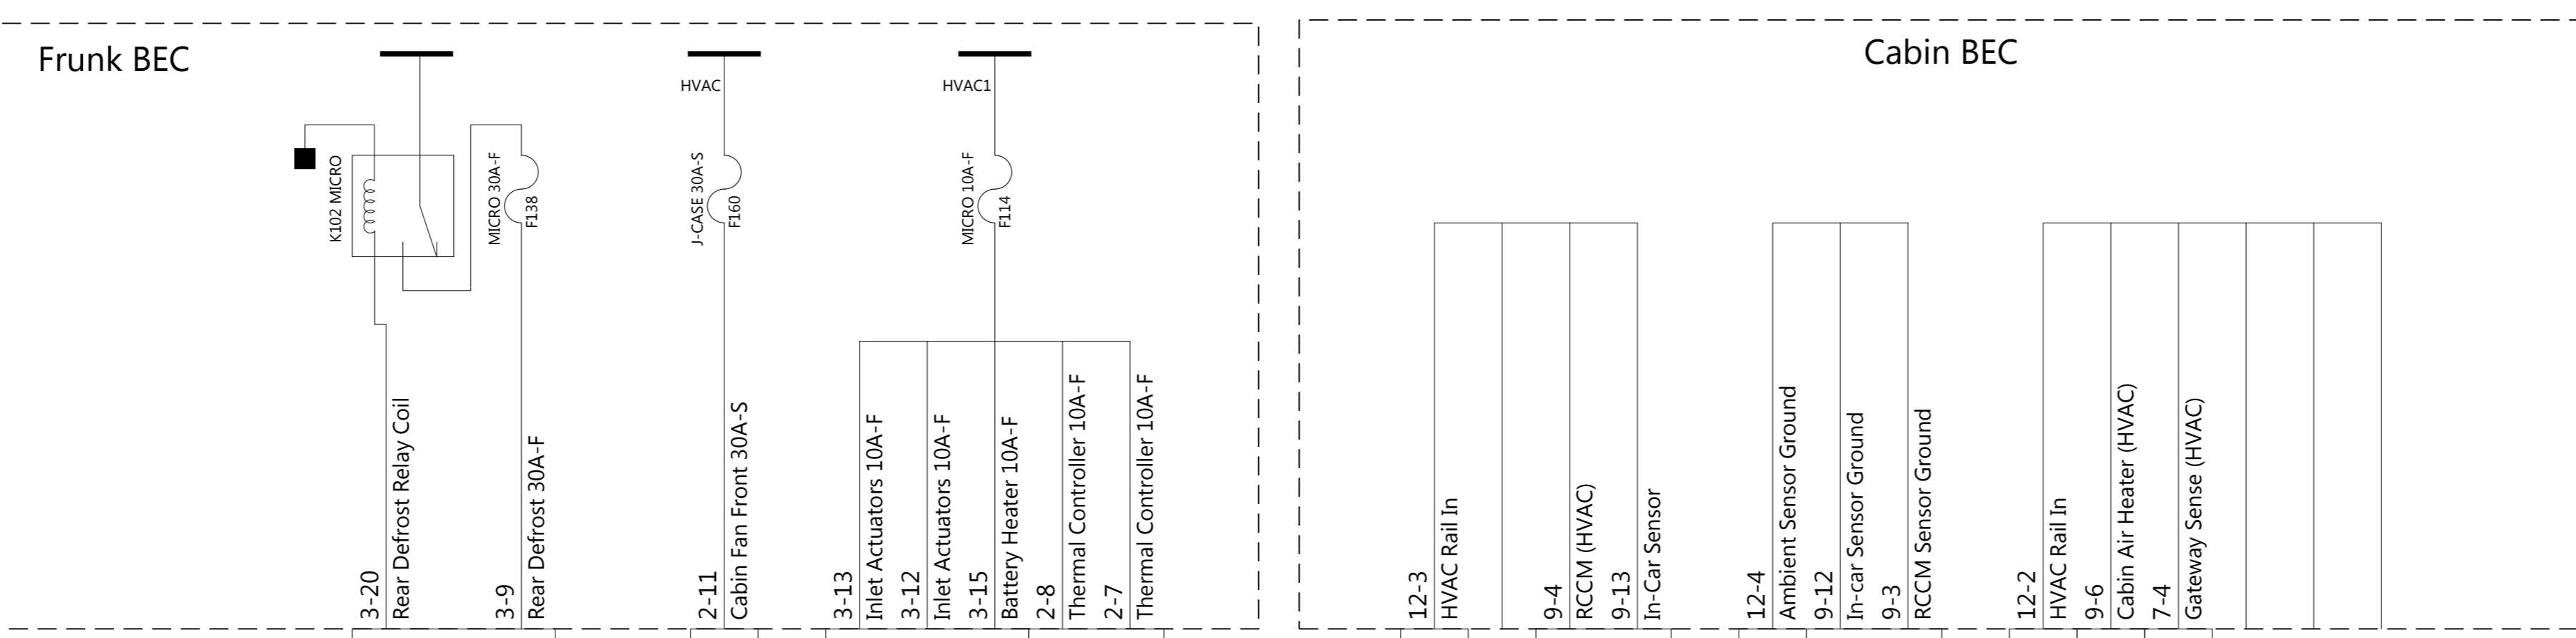 Frunk BEC
Cabin BEC
HVAC
HVAC1
K102 MICRO
MICRO 30A-F
F138
J-CASE 30A-S
F160
MICRO 10A-F
F114
3-20
Rear Defrost Relay Coil
3-9
Rear Defrost 30A-F
2-11
Cabin Fan Front 30A-S
3-13
Inlet Actuators 10A-F
3-12
Inlet Actuators 10A-F
3-15
Battery Heater 10A-F
2-8
Thermal Controller 10A-F
2-7
Thermal Controller 10A-F
12-3
HVAC Rail In
9-4
RCCM (HVAC)
9-13
In-Car Sensor
12-4
Ambient Sensor Ground
9-12
In-car Sensor Ground
9-3
RCCM Sensor Ground
12-2
HVAC Rail In
9-6
Cabin Air Heater (HVAC)
7-4
Gateway Sense (HVAC)